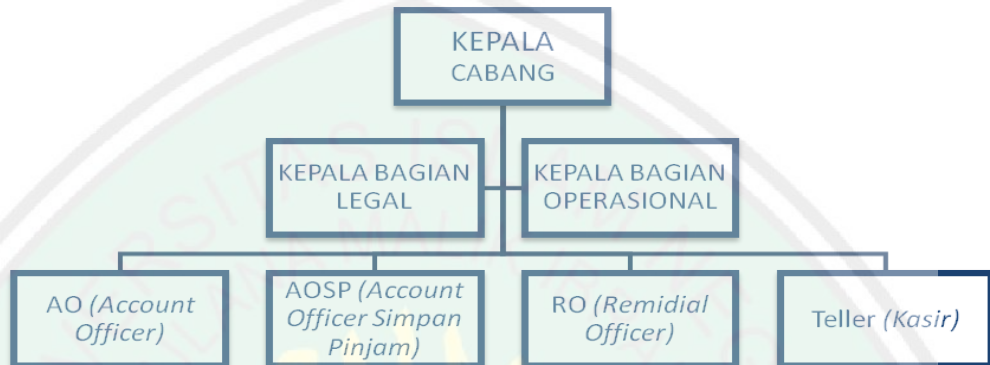 KEPALA
CABANG
KEPALA BAGIAN
LEGAL
KEPALA BAGIAN
OPERASIONAL
AO (Account
Officer)
AOSP (Account
Officer Simpan
Pinjam)
RO (Remidial
Officer)
Teller (Kasir)